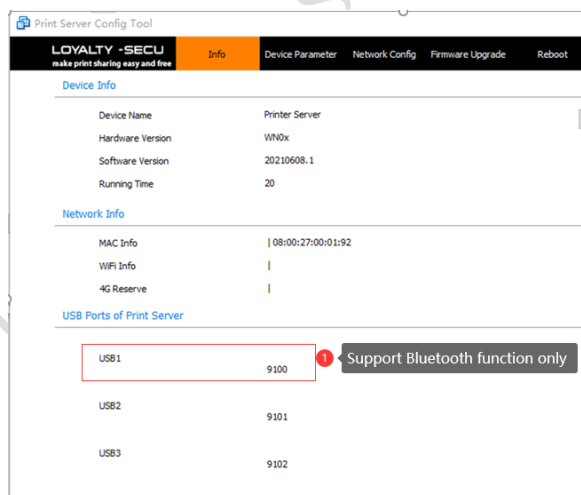 Print Server Config Tool
LOYALTY -SECU
make print sharing easy and free
Info
Device Parameter
Network Config
Firmware Upgrade
Reboot
Device Info
Device Name Printer Server
Hardware Version WN0x
Software Version 20210608.1
Running Time 20
Network Info
MAC Info | 08:00:27:00:01:92
WiFi Info |
4G Reserve |
USB Ports of Print Server
USB1
9100
1 Support Bluetooth function only
USB2
9101
USB3
9102